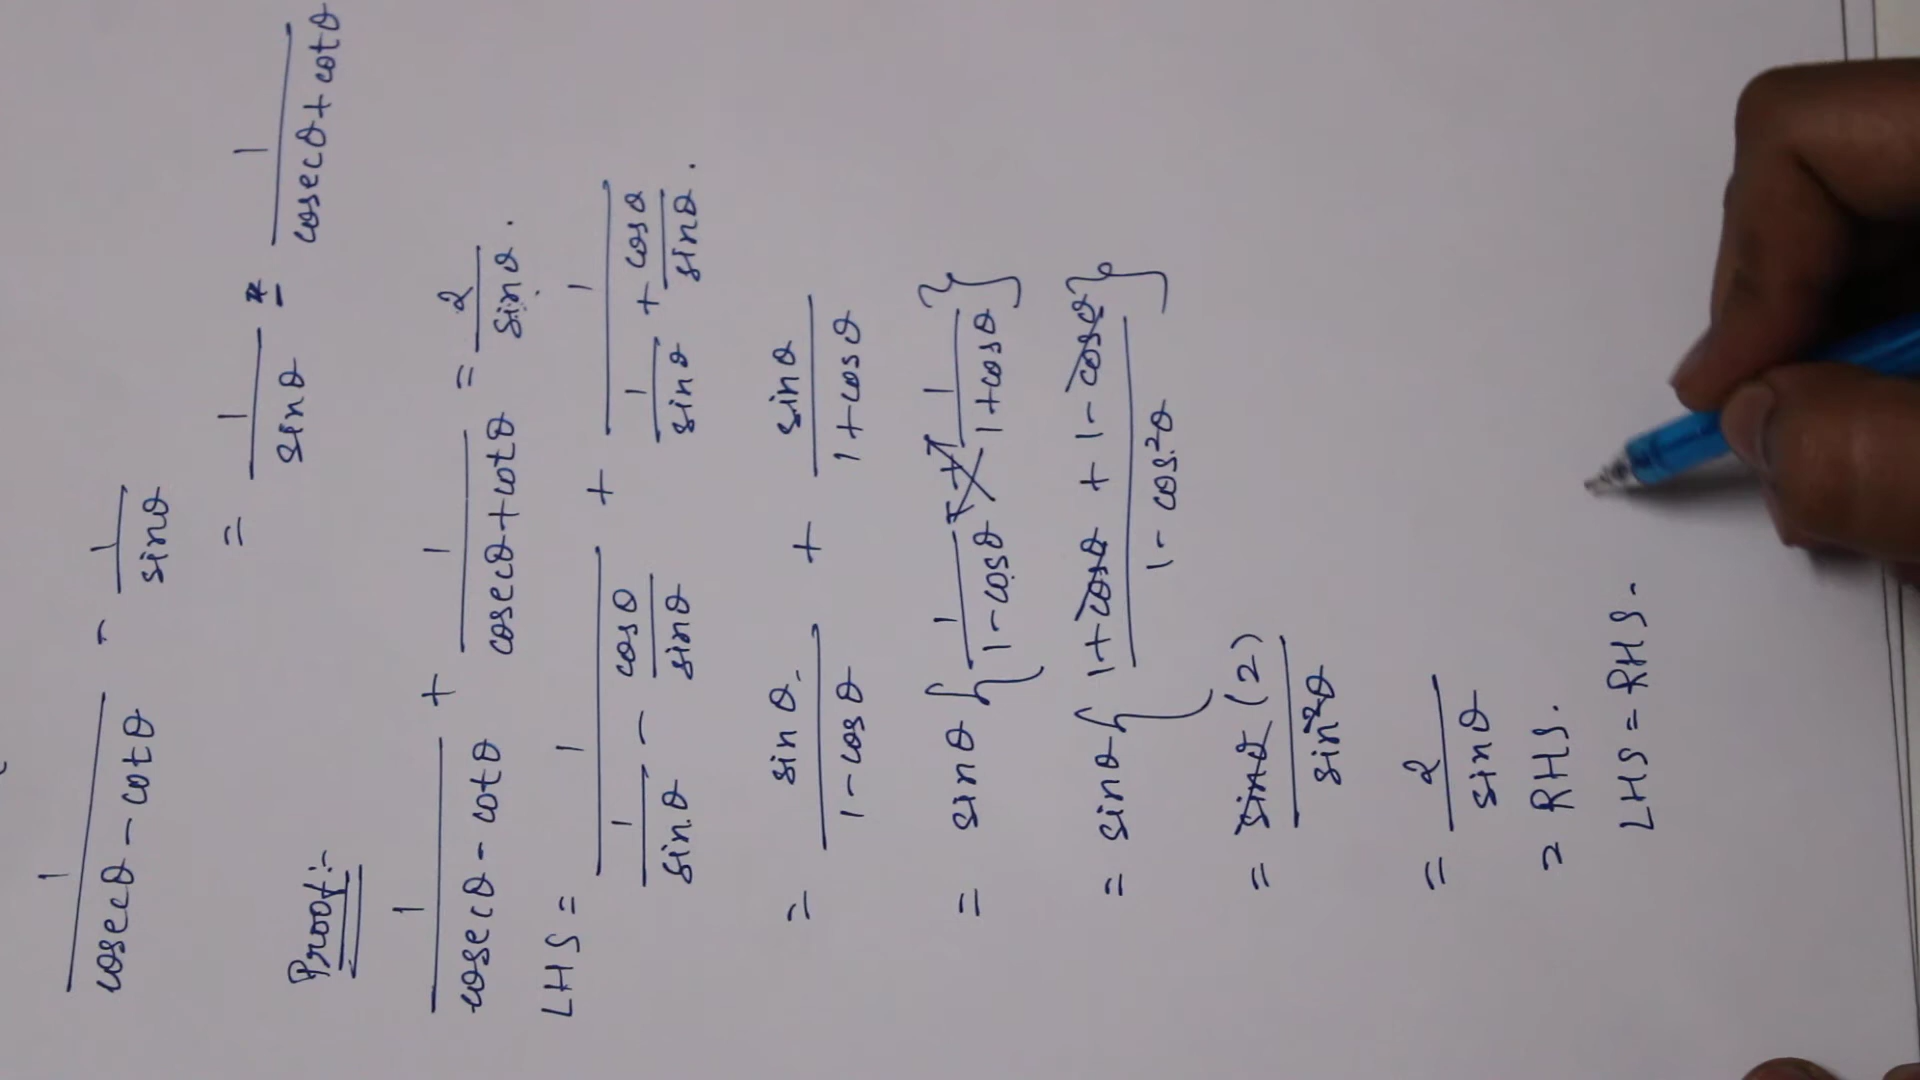 1/(cosecθ - cotθ) - 1/sinθ
= 1/sinθ - 1/(cosecθ + cotθ)
Proof:-
1/(cosecθ - cotθ) + 1/(cosecθ + cotθ) = 2/sinθ.
LHS = 1/(1/sinθ - cosθ/sinθ) + 1/(1/sinθ + cosθ/sinθ).
= sinθ/(1 - cosθ) + sinθ/(1 + cosθ)
= sinθ {1/(1 - cosθ) + 1/(1 + cosθ)}
= sinθ {(1 + cosθ + 1 - cosθ)/(1 - cos²θ)}
= sinθ (2)/sin²θ
= 2/sinθ
= RHS.
LHS = RHS.